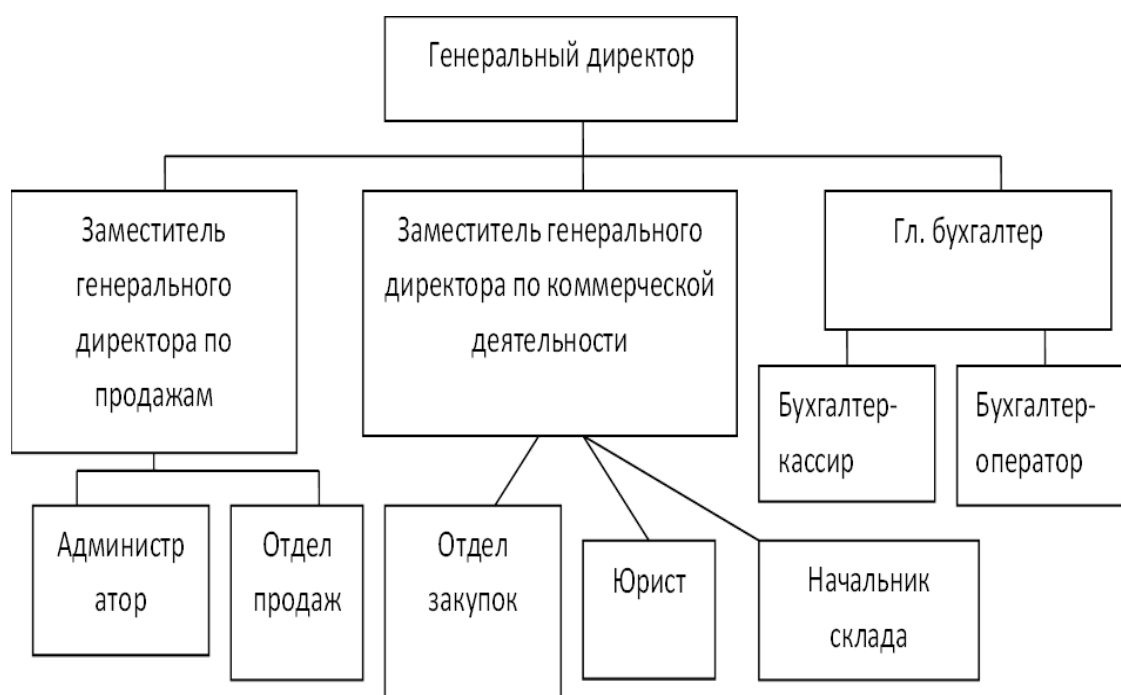 Генеральный директор
Заместитель
генерального
директора по
продажам
Заместитель генерального
директора по коммерческой
деятельности
Гл. бухгалтер
Бухгалтер-
кассир
Бухгалтер-
оператор
Администр
атор
Отдел
продаж
Отдел
закупок
Юрист
Начальник
склада